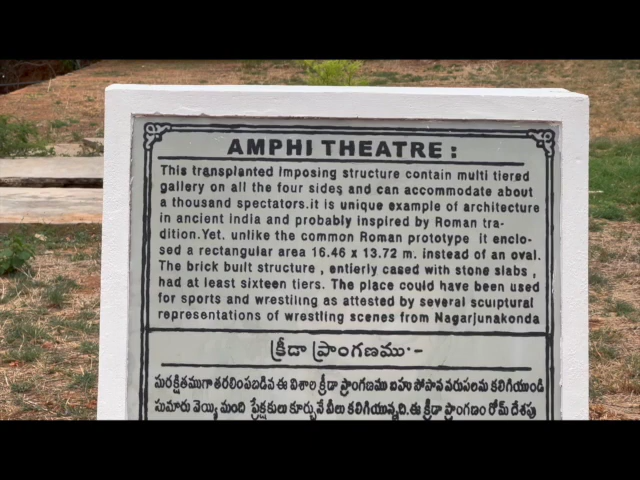 AMPHI THEATRE :
This transplanted imposing structure contain multi tiered
gallery on all the four sides and can accommodate about
a thousand spectators.it is unique example of architecture
in ancient india and probably inspired by Roman tra-
dition.Yet. unlike the common Roman prototype it enclo-
sed a rectangular area 16.46 x 13.72 m. instead of an oval.
The brick built structure , entierly cased with stone slabs ,
had at least sixteen tiers. The place could have been used
for sports and wrestling as attested by several sculptural
representations of wrestling scenes from Nagarjunakonda
క్రీడా ప్రాంగణము :-
మరక్షితముగా తరలింపబడిన ఈ విశాల క్రీడా ప్రాంగణము బహు సోపాన వరుసలను కలిగియుండి
సుమారు వెయ్యి మంది ప్రేక్షకులు కూర్చునే వీలు కలిగియున్నది.ఈ క్రీడా ప్రాంగణం రోమ్ దేశపు